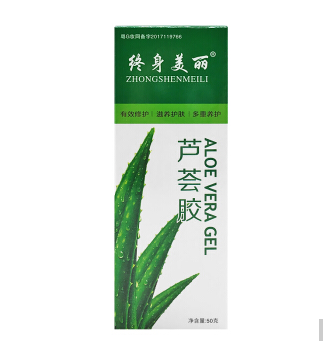 粤G妆网备字2017119766
终身美丽®
ZHONGSHENMEILI
有效修护 | 滋养护肤 | 多重养护
芦荟胶
ALOE VERA GEL
净含量:50克